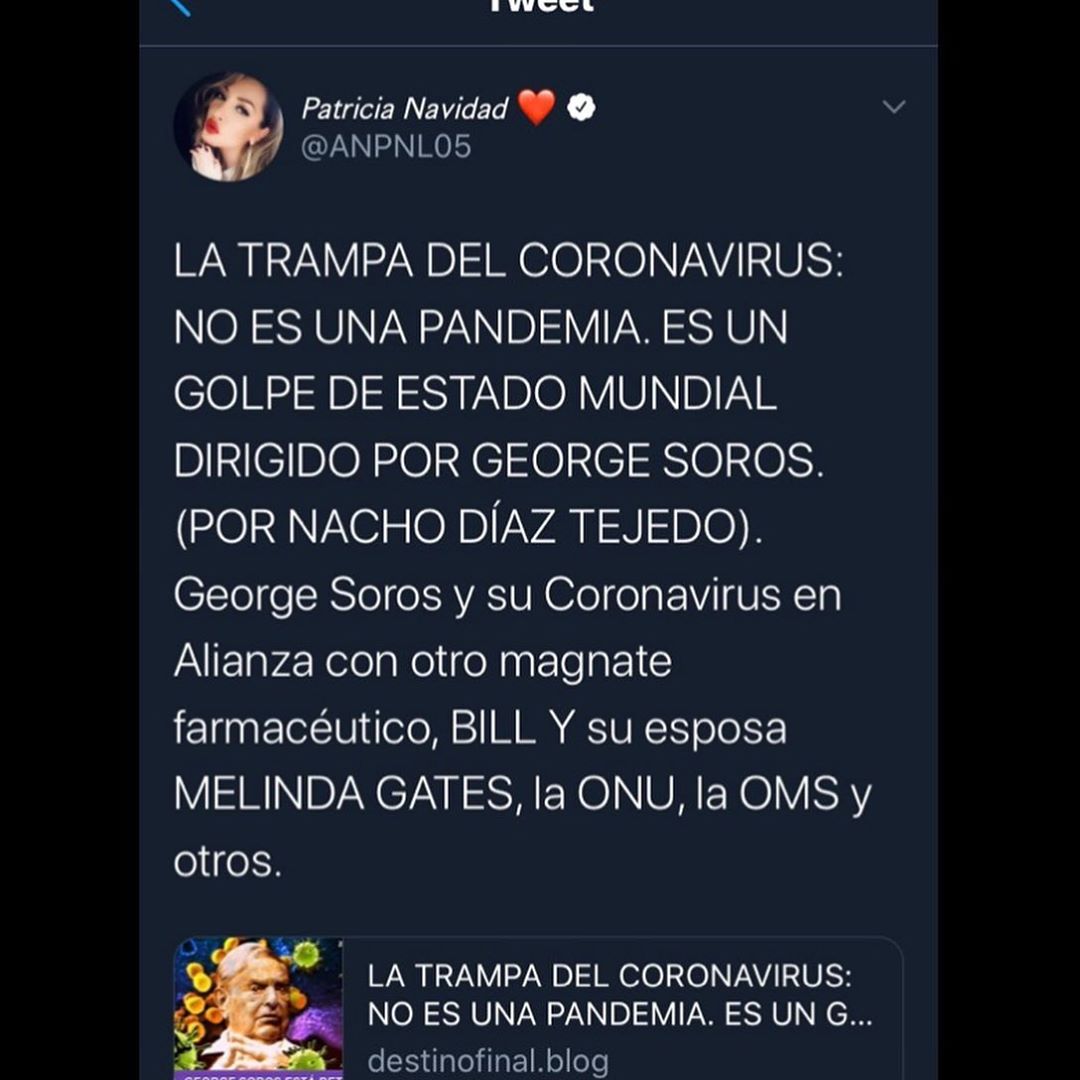 Tweet
Patricia Navidad ❤️
@ANPNL05
LA TRAMPA DEL CORONAVIRUS:
NO ES UNA PANDEMIA. ES UN
GOLPE DE ESTADO MUNDIAL
DIRIGIDO POR GEORGE SOROS.
(POR NACHO DÍAZ TEJEDO).
George Soros y su Coronavirus en
Alianza con otro magnate
farmacéutico, BILL Y su esposa
MELINDA GATES, la ONU, la OMS y
otros.
LA TRAMPA DEL CORONAVIRUS:
NO ES UNA PANDEMIA. ES UN G...
destinofinal.blog
GEORGE SOROS ESTÁ